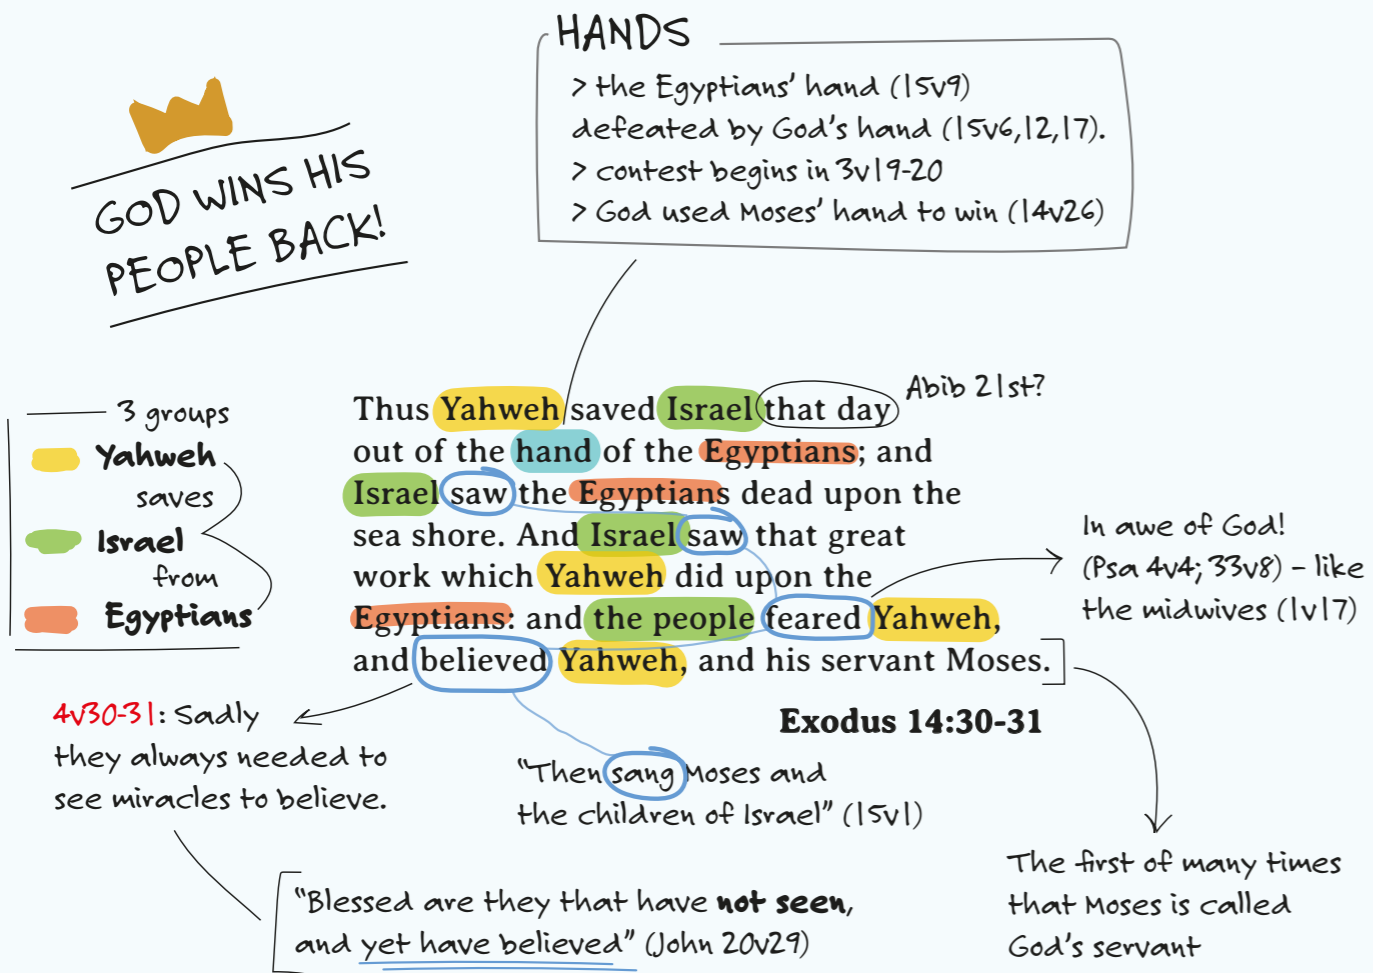 HANDS
> the Egyptians' hand (15v9)
defeated by God's hand (15v6,12,17).
> contest begins in 3v19-20
> God used Moses' hand to win (14v26)
GOD WINS HIS
PEOPLE BACK!
3 groups
Yahweh
saves
Israel
from
Egyptians
Thus Yahweh saved Israel that day
out of the hand of the Egyptians; and
Israel saw the Egyptians dead upon the
sea shore. And Israel saw that great
work which Yahweh did upon the
Egyptians: and the people feared Yahweh,
and believed Yahweh, and his servant Moses.
Exodus 14:30-31
Abib 21st?
In awe of God!
(Psa 4v4; 33v8) – like
the midwives (1v17)
4v30-31: Sadly
they always needed to
see miracles to believe.
"Then sang Moses and
the children of Israel" (15v1)
"Blessed are they that have not seen,
and yet have believed" (John 20v29)
The first of many times
that Moses is called
God's servant